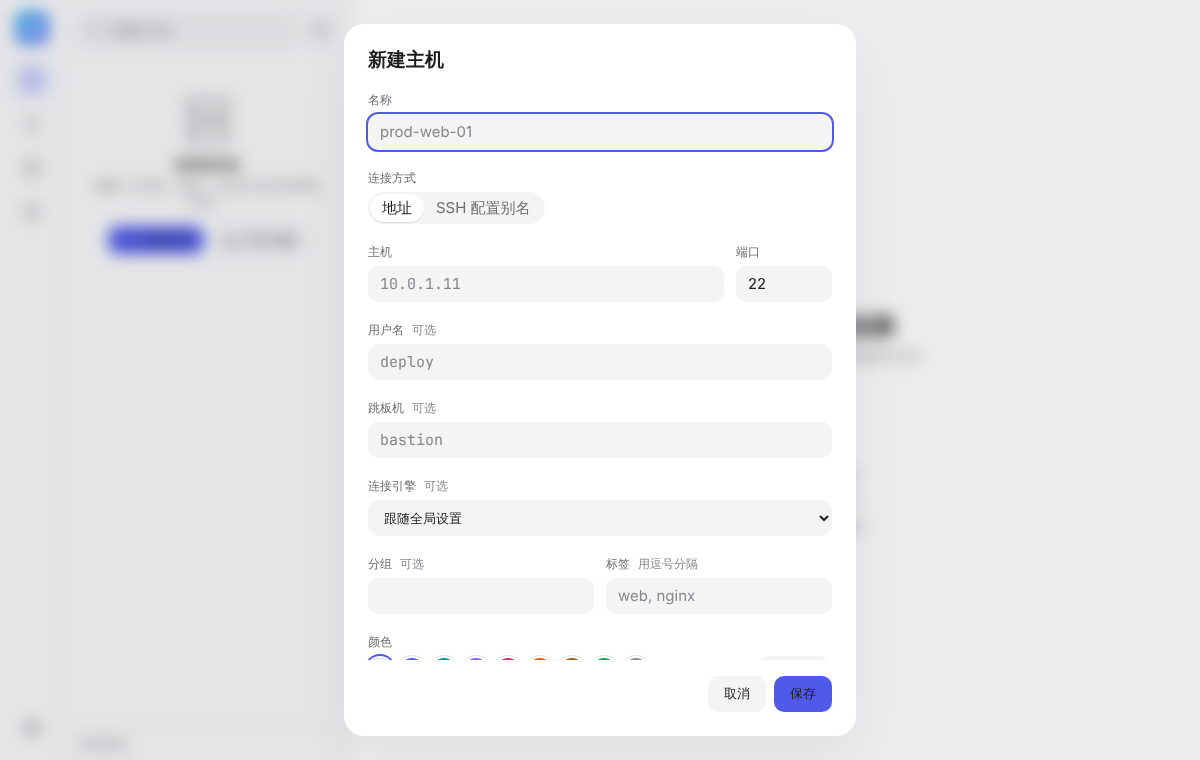 新建主机
名称
prod-web-01
连接方式
地址 SSH 配置别名
主机 端口
10.0.1.11 22
用户名 可选
deploy
跳板机 可选
bastion
连接引擎 可选
跟随全局设置
分组 可选 标签 用逗号分隔
web, nginx
颜色
取消 保存